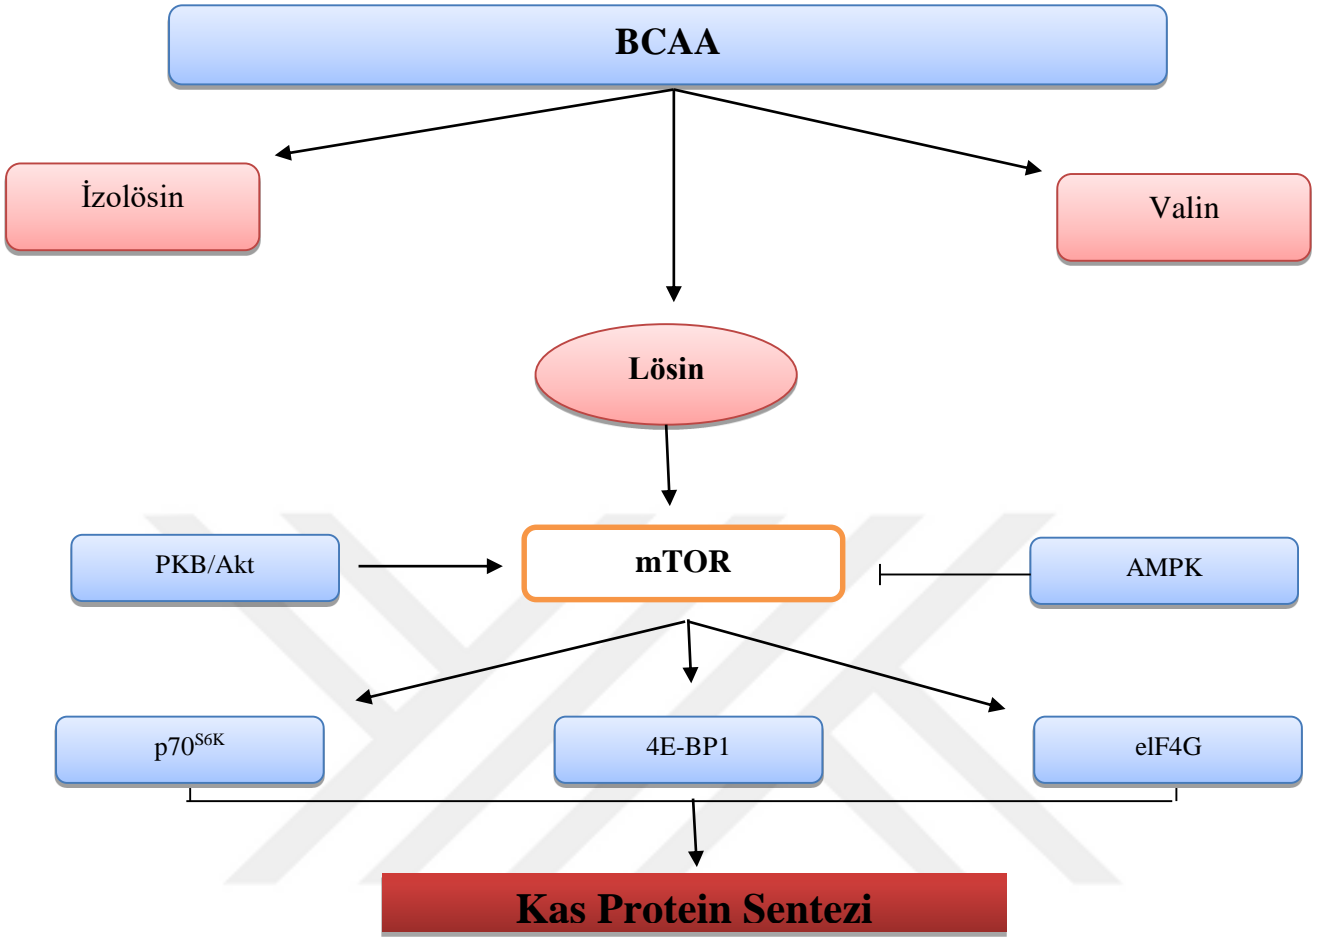 BCAA
İzolösin
Valin
Lösin
PKB/Akt
mTOR
AMPK
p70S6K
4E-BP1
elF4G
Kas Protein Sentezi